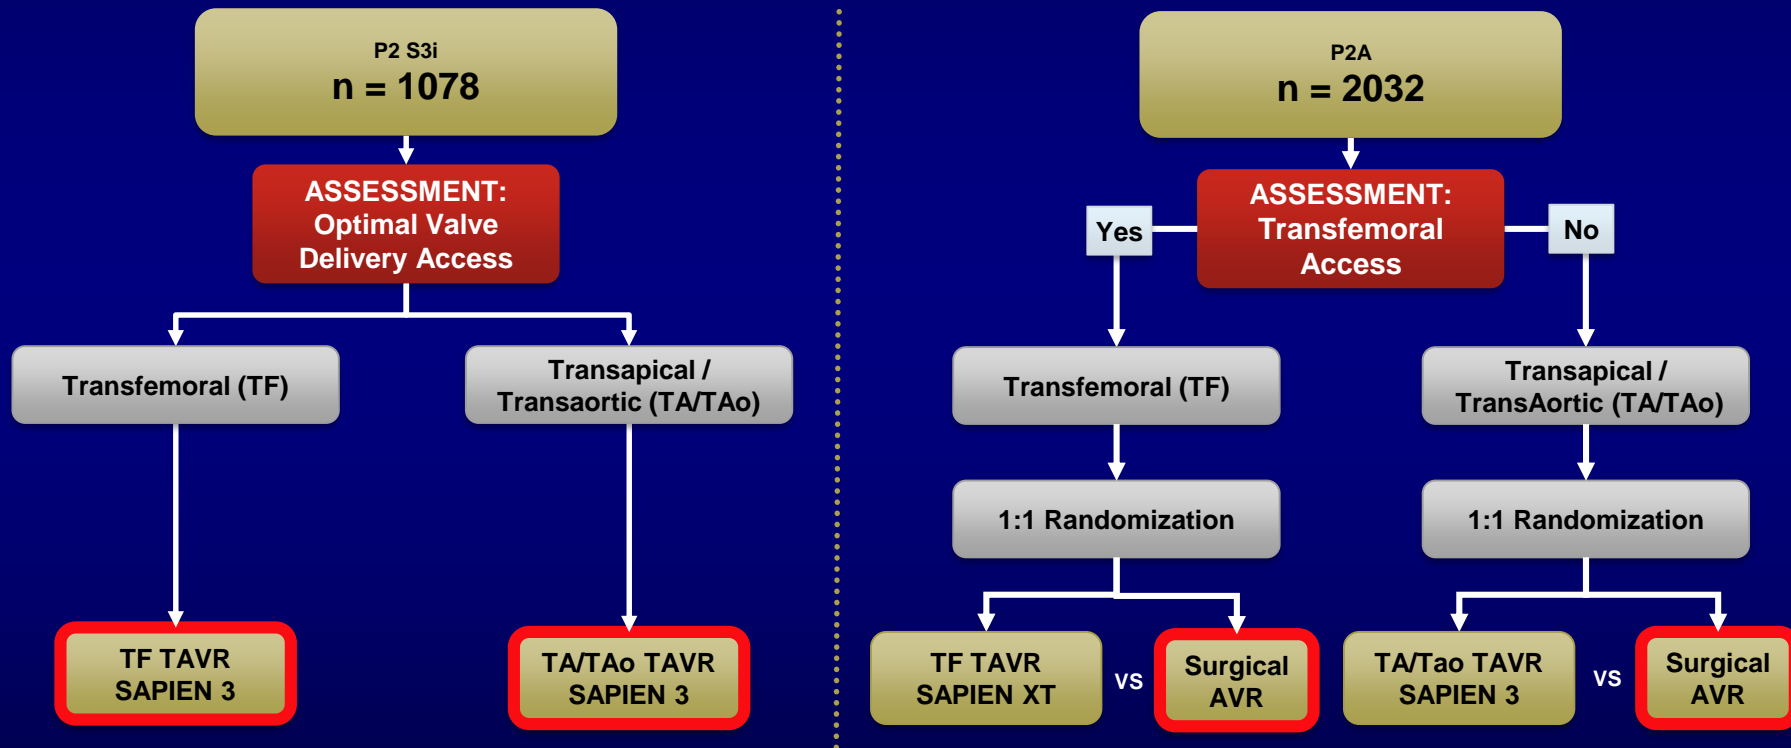 P2 S3i
n = 1078
ASSESSMENT:
Optimal Valve
Delivery Access
Transfemoral (TF)
Transapical /
Transaortic (TA/TAo)
TF TAVR
SAPIEN 3
TA/TAo TAVR
SAPIEN 3
P2A
n = 2032
ASSESSMENT:
Transfemoral
Access
Yes
No
Transfemoral (TF)
Transapical /
TransAortic (TA/TAo)
1:1 Randomization
1:1 Randomization
TF TAVR
SAPIEN XT
VS
Surgical
AVR
TA/Tao TAVR
SAPIEN 3
VS
Surgical
AVR